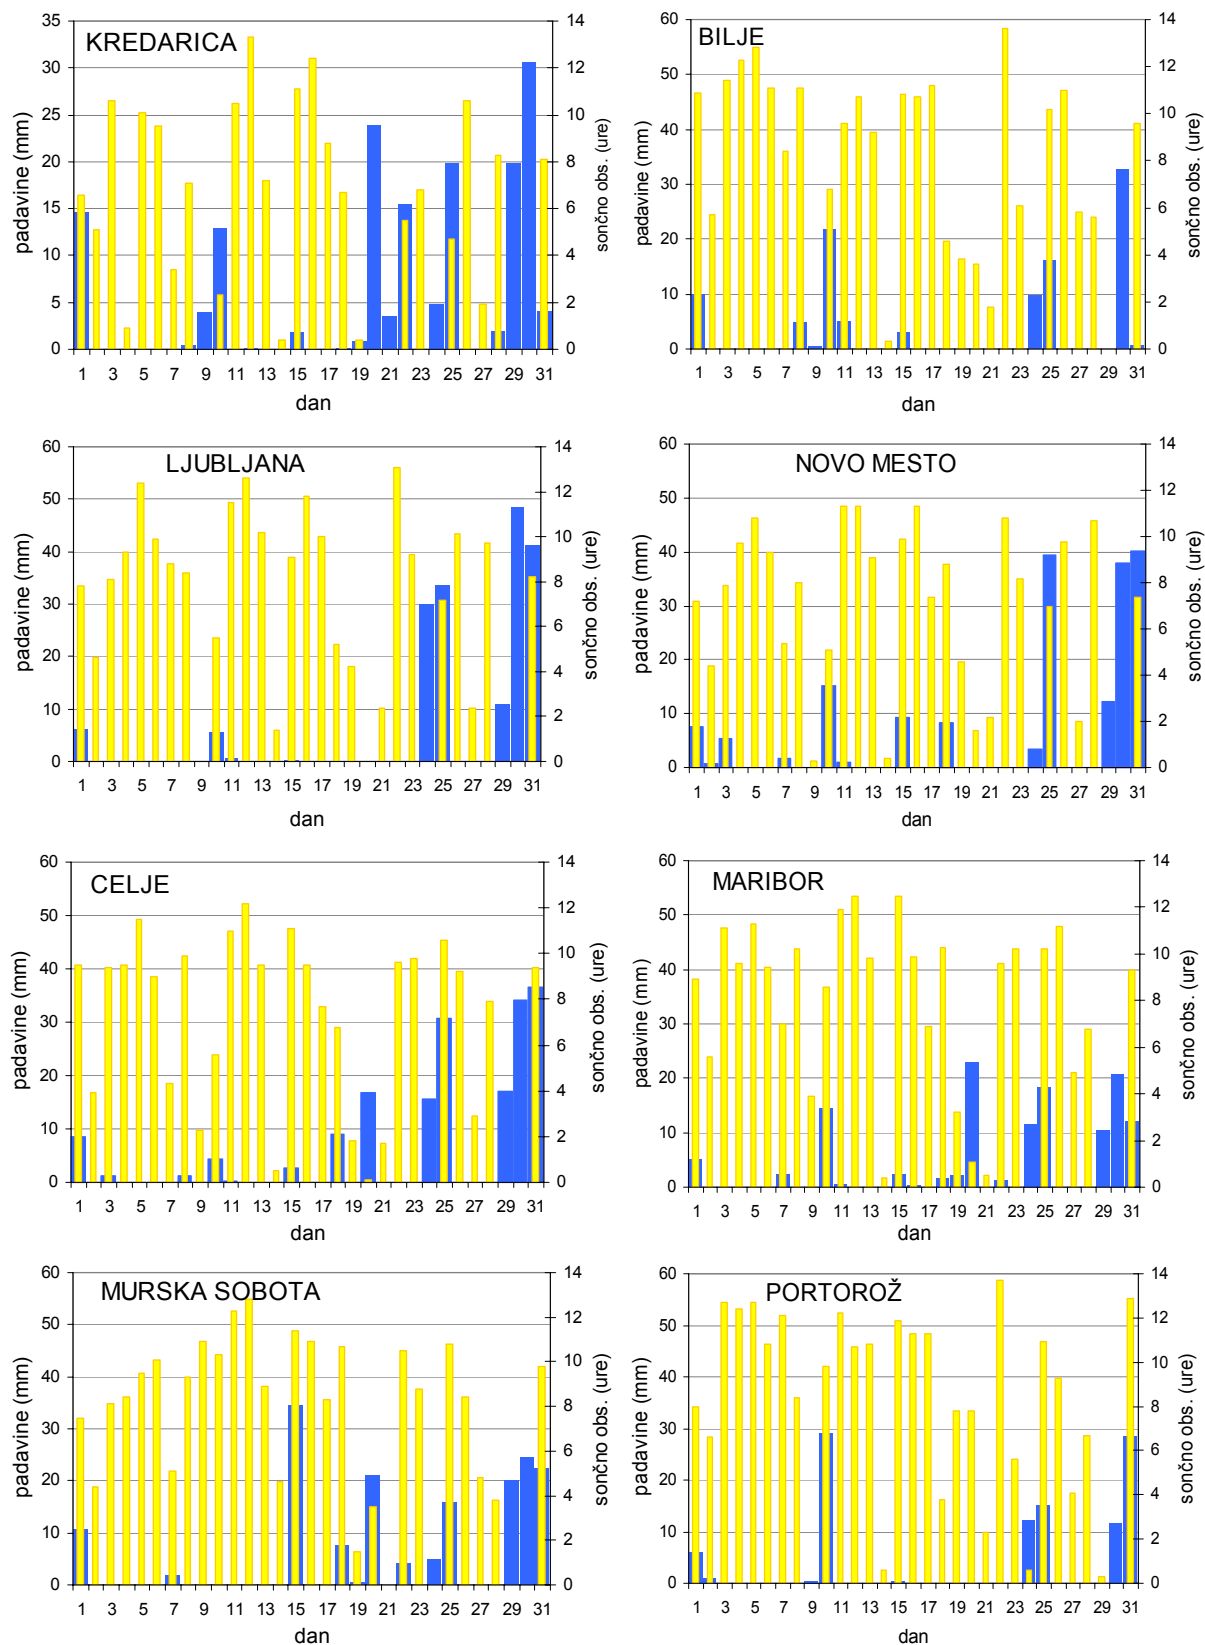 KREDARICA
35 30 25 20 15 10 5 0
padavine (mm)
14 12 10 8 6 4 2 0
sončno obs. (ure)
1 3 5 7 9 11 13 15 17 19 21 23 25 27 29 31
dan
BILJE
60 50 40 30 20 10 0
padavine (mm)
14 12 10 8 6 4 2 0
sončno obs. (ure)
1 3 5 7 9 11 13 15 17 19 21 23 25 27 29 31
dan
LJUBLJANA
60 50 40 30 20 10 0
padavine (mm)
14 12 10 8 6 4 2 0
sončno obs. (ure)
1 3 5 7 9 11 13 15 17 19 21 23 25 27 29 31
dan
NOVO MESTO
60 50 40 30 20 10 0
padavine (mm)
14 12 10 8 6 4 2 0
sončno obs. (ure)
1 3 5 7 9 11 13 15 17 19 21 23 25 27 29 31
dan
CELJE
60 50 40 30 20 10 0
padavine (mm)
14 12 10 8 6 4 2 0
sončno obs. (ure)
1 3 5 7 9 11 13 15 17 19 21 23 25 27 29 31
dan
MARIBOR
60 50 40 30 20 10 0
padavine (mm)
14 12 10 8 6 4 2 0
sončno obs. (ure)
1 3 5 7 9 11 13 15 17 19 21 23 25 27 29 31
dan
MURSKA SOBOTA
60 50 40 30 20 10 0
padavine (mm)
14 12 10 8 6 4 2 0
sončno obs. (ure)
1 3 5 7 9 11 13 15 17 19 21 23 25 27 29 31
dan
PORTOROŽ
60 50 40 30 20 10 0
padavine (mm)
14 12 10 8 6 4 2 0
sončno obs. (ure)
1 3 5 7 9 11 13 15 17 19 21 23 25 27 29 31
dan